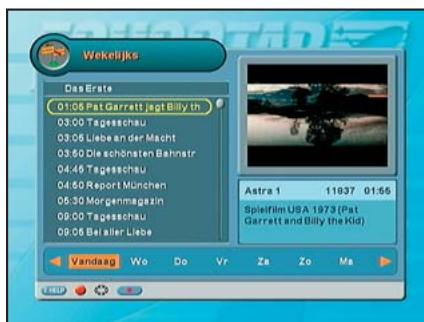 Wekelijks
Das Erste
01:05 Pat Garrett jagt Billy th
03:00 Tagesschau
03:05 Liebe an der Macht
03:50 Die schönsten Bahnstr
04:45 Tagesschau
04:50 Report München
05:30 Morgenmagazin
09:00 Tagesschau
09:05 Bei aller Liebe
Astra 1 11837 01:55
Spielfilm USA 1973 (Pat
Garrett and Billy the Kid)
Vandaag Wo Do Vr Za Zo Ma
? HELP